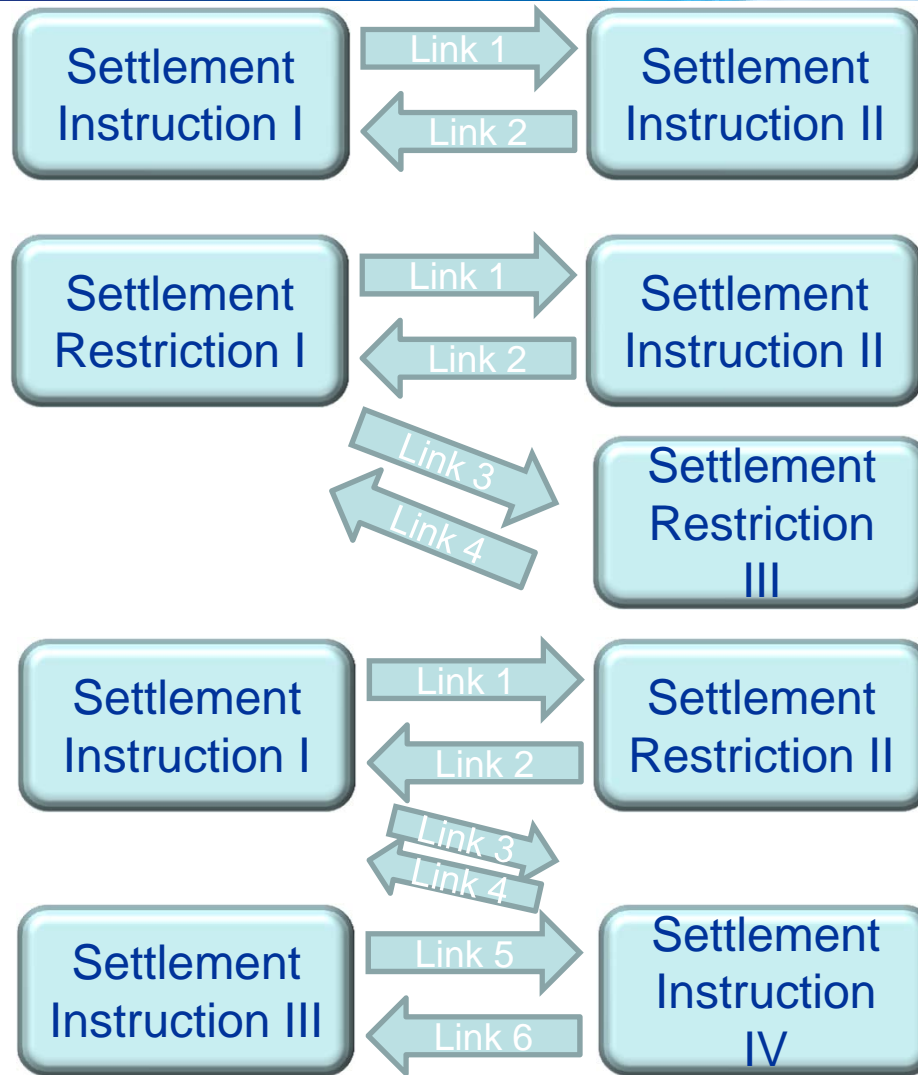 Settlement
Instruction I
Link 1
Link 2
Settlement
Instruction II
Settlement
Restriction I
Link 1
Link 2
Settlement
Instruction II
Link 3
Link 4
Settlement
Restriction
III
Settlement
Instruction I
Link 1
Link 2
Settlement
Restriction II
Link 3
Link 4
Settlement
Instruction III
Link 5
Link 6
Settlement
Instruction
IV